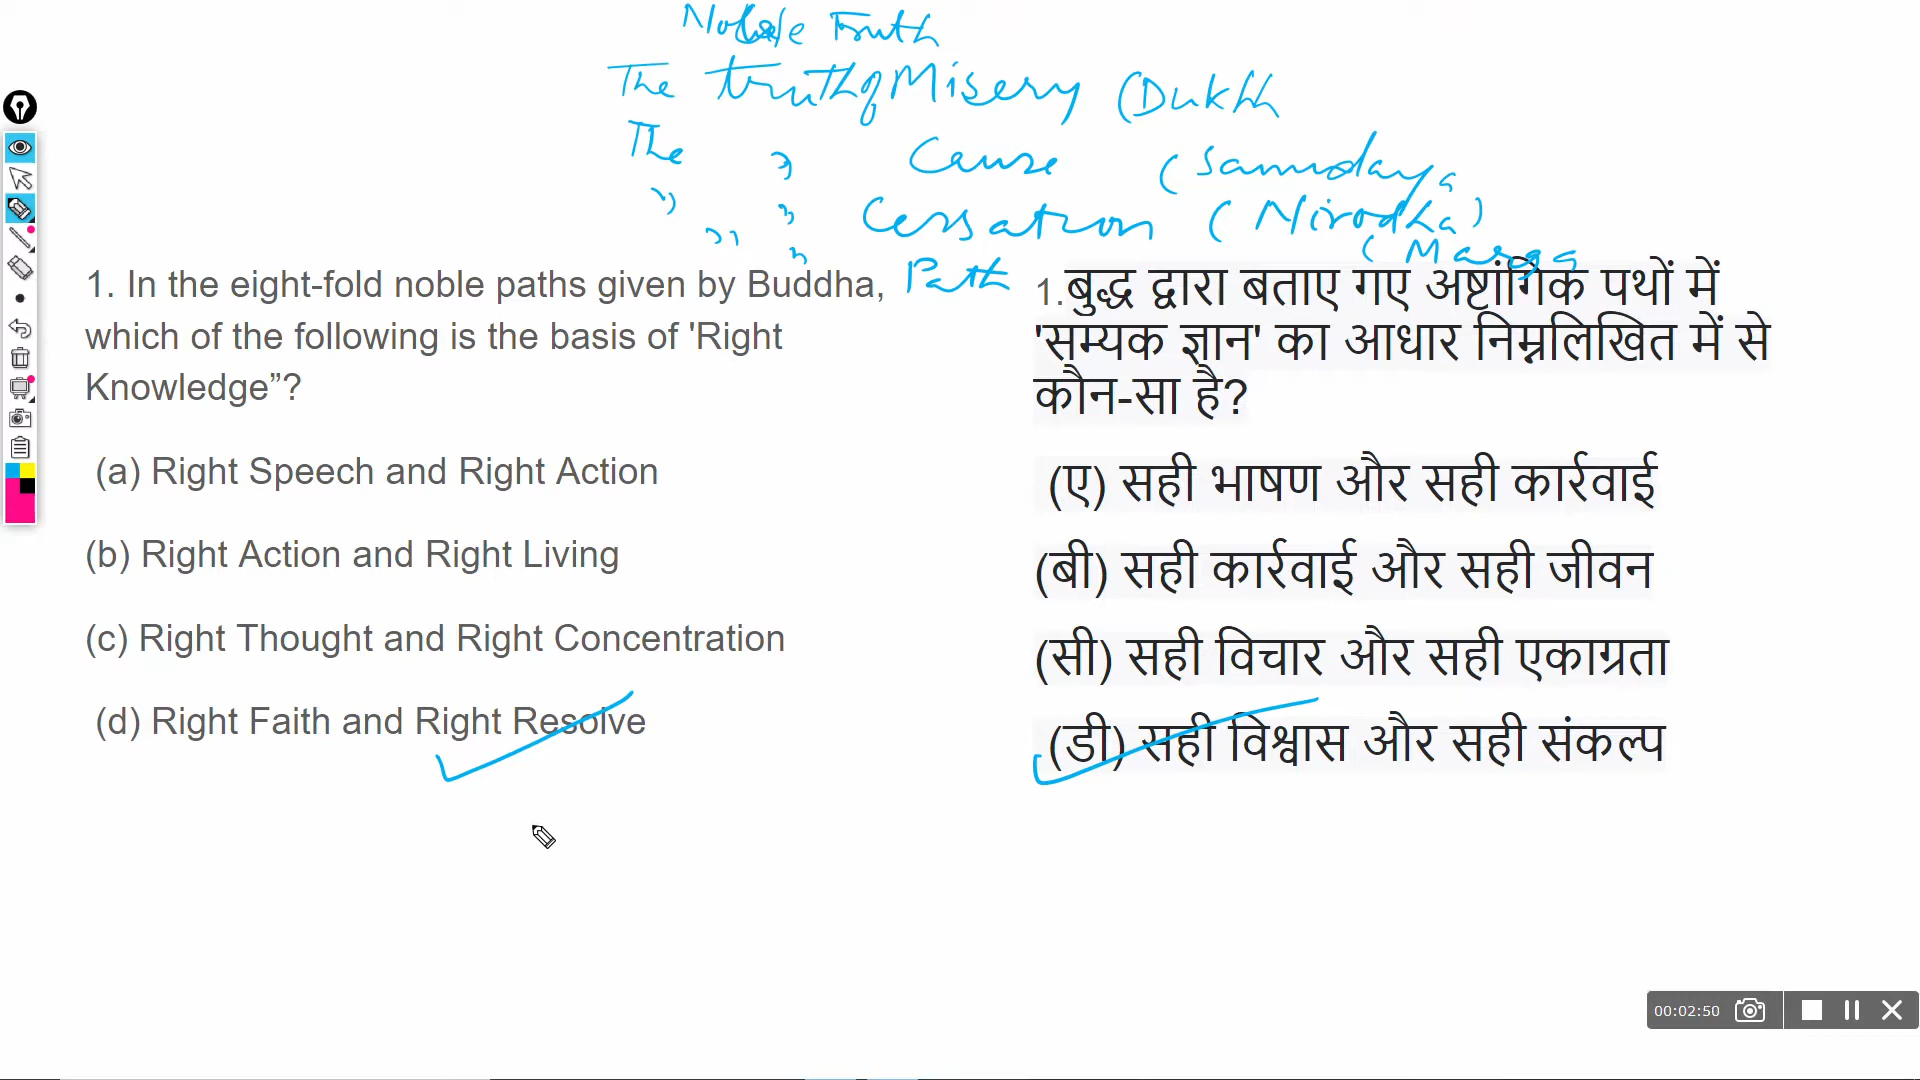 Noble Truth
The truth of Misery (Dukkh
The " Cause (Samudaya
" " Cessation (Nirodha)
" " Path (Marga
1. In the eight-fold noble paths given by Buddha,
which of the following is the basis of 'Right
Knowledge”?
(a) Right Speech and Right Action
(b) Right Action and Right Living
(c) Right Thought and Right Concentration
(d) Right Faith and Right Resolve
1.बुद्ध द्वारा बताए गए अष्टांगिक पथों में
'सम्यक ज्ञान' का आधार निम्नलिखित में से
कौन-सा है?
(ए) सही भाषण और सही कार्रवाई
(बी) सही कार्रवाई और सही जीवन
(सी) सही विचार और सही एकाग्रता
(डी) सही विश्वास और सही संकल्प
00:02:50